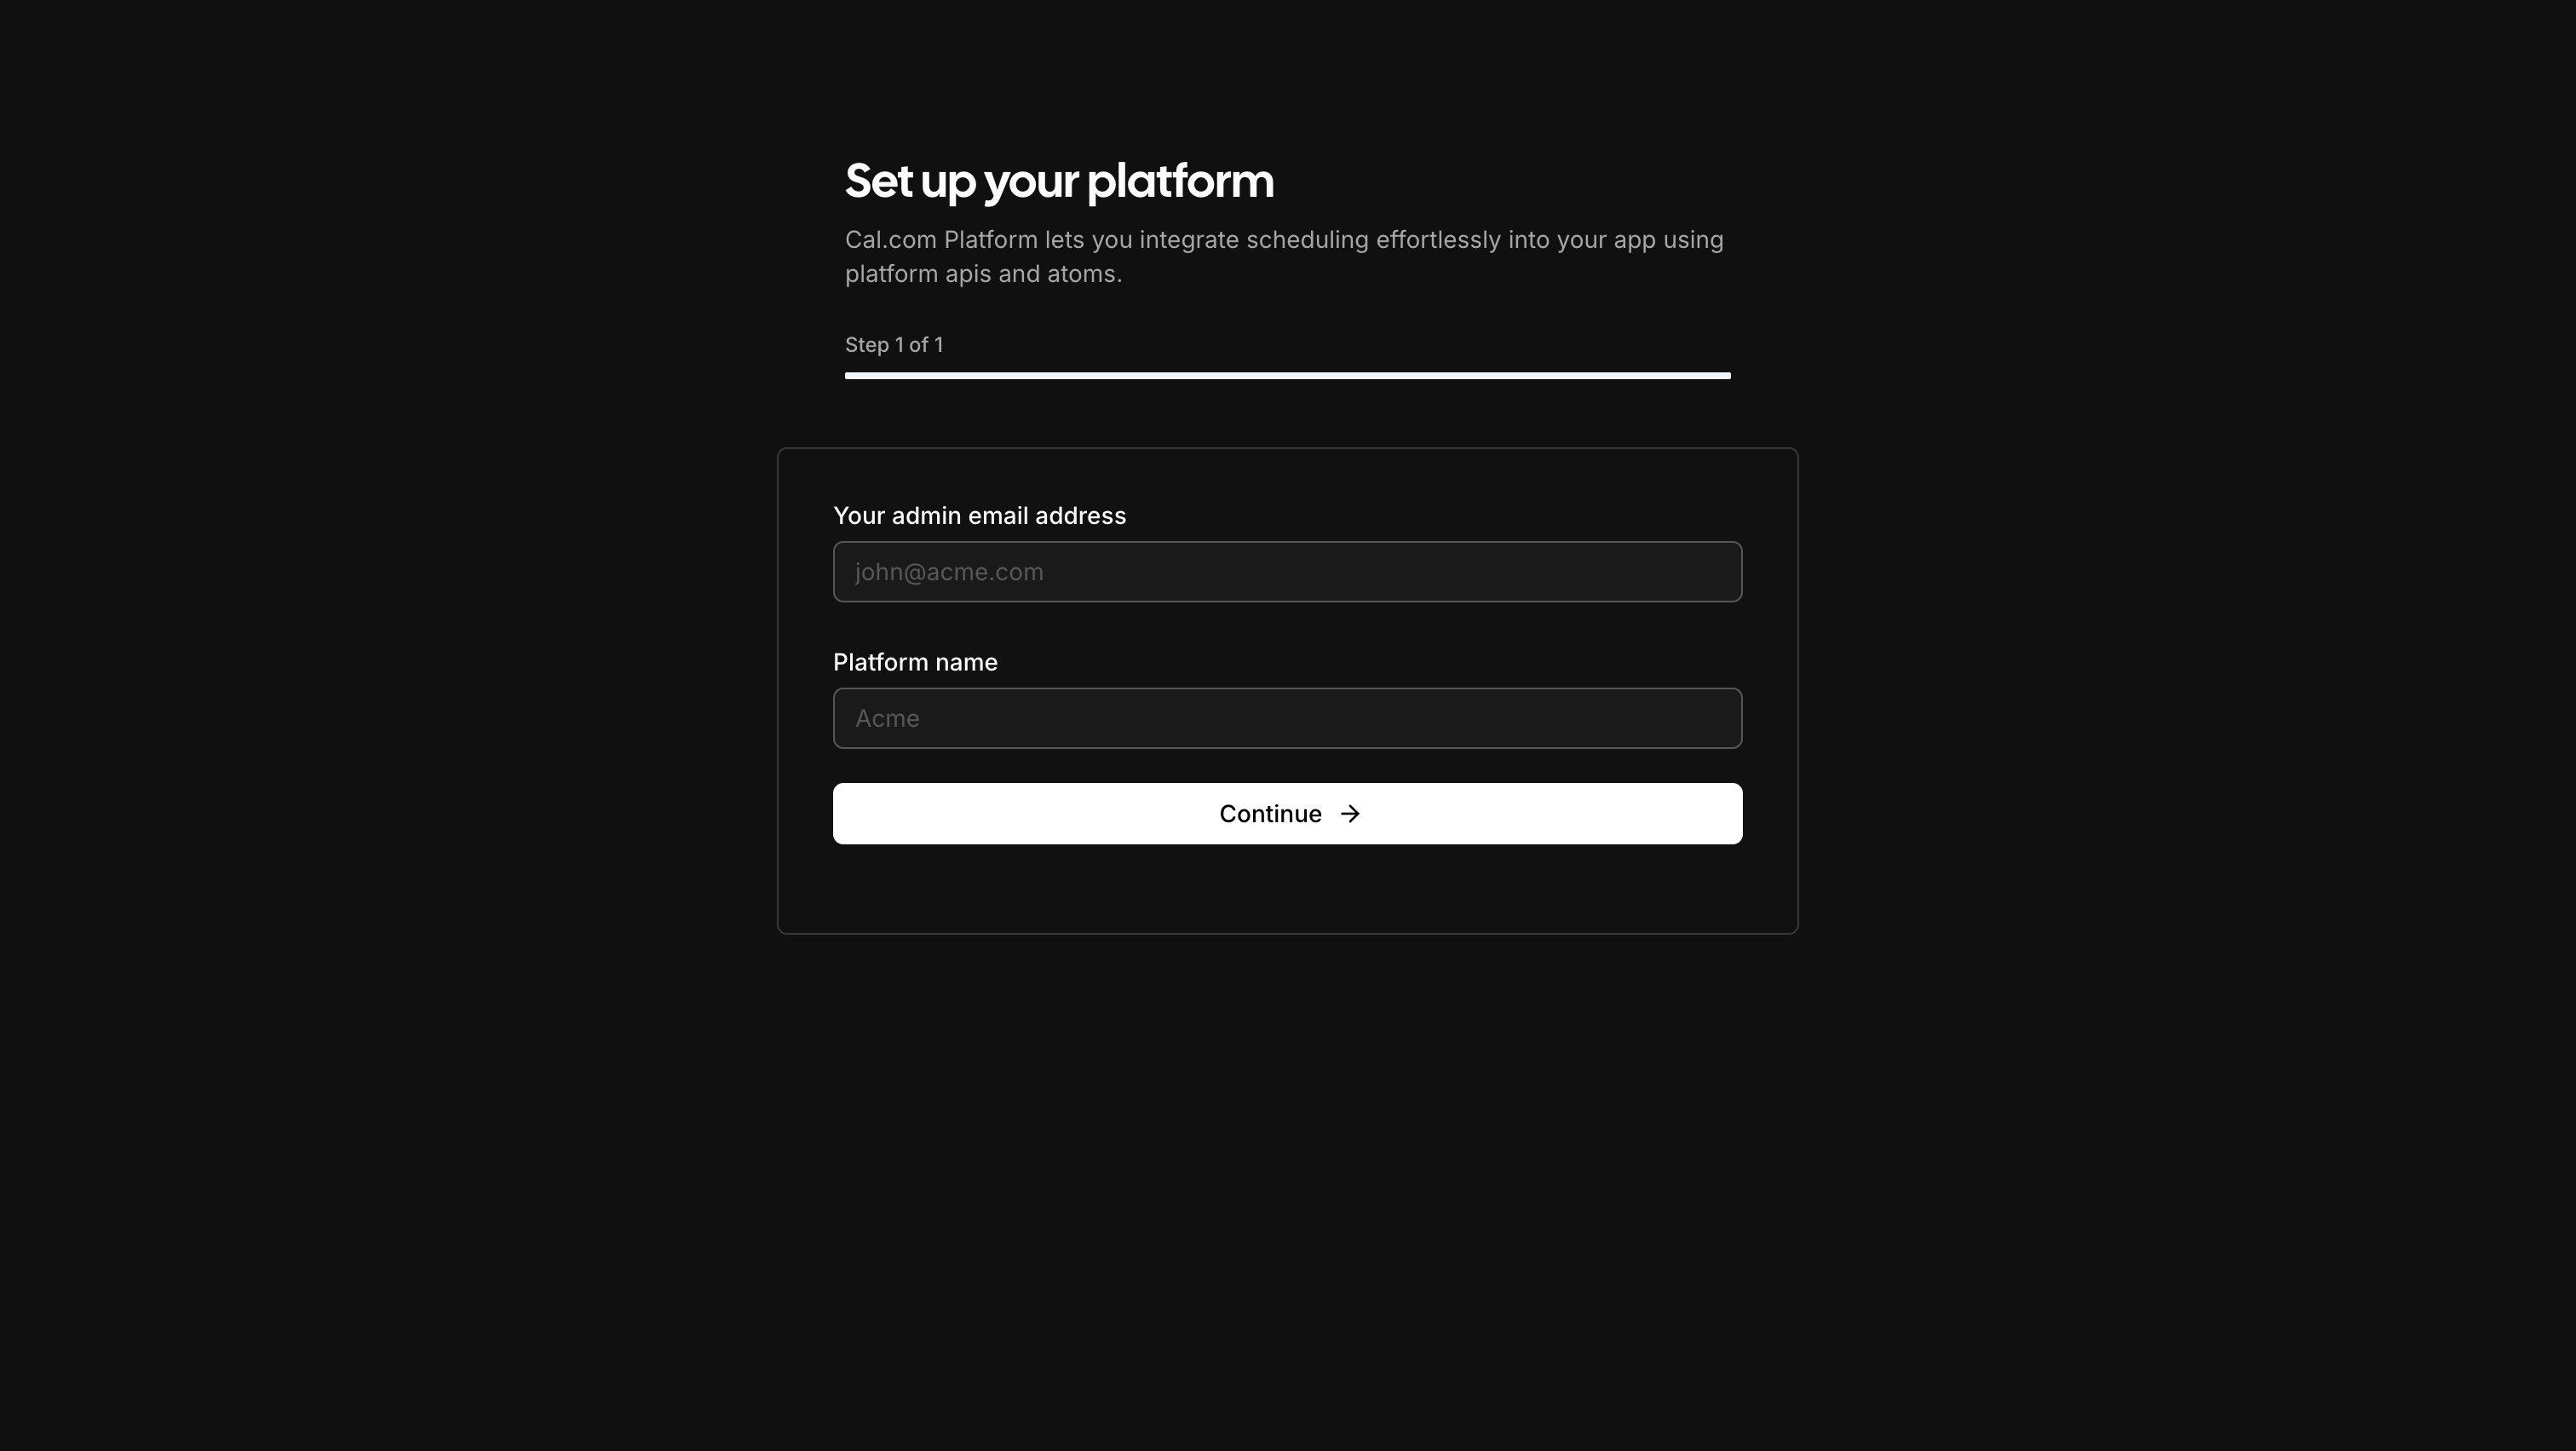 Set up your platform
Cal.com Platform lets you integrate scheduling effortlessly into your app using
platform apis and atoms.
Step 1 of 1
Your admin email address
john@acme.com
Platform name
Acme
Continue